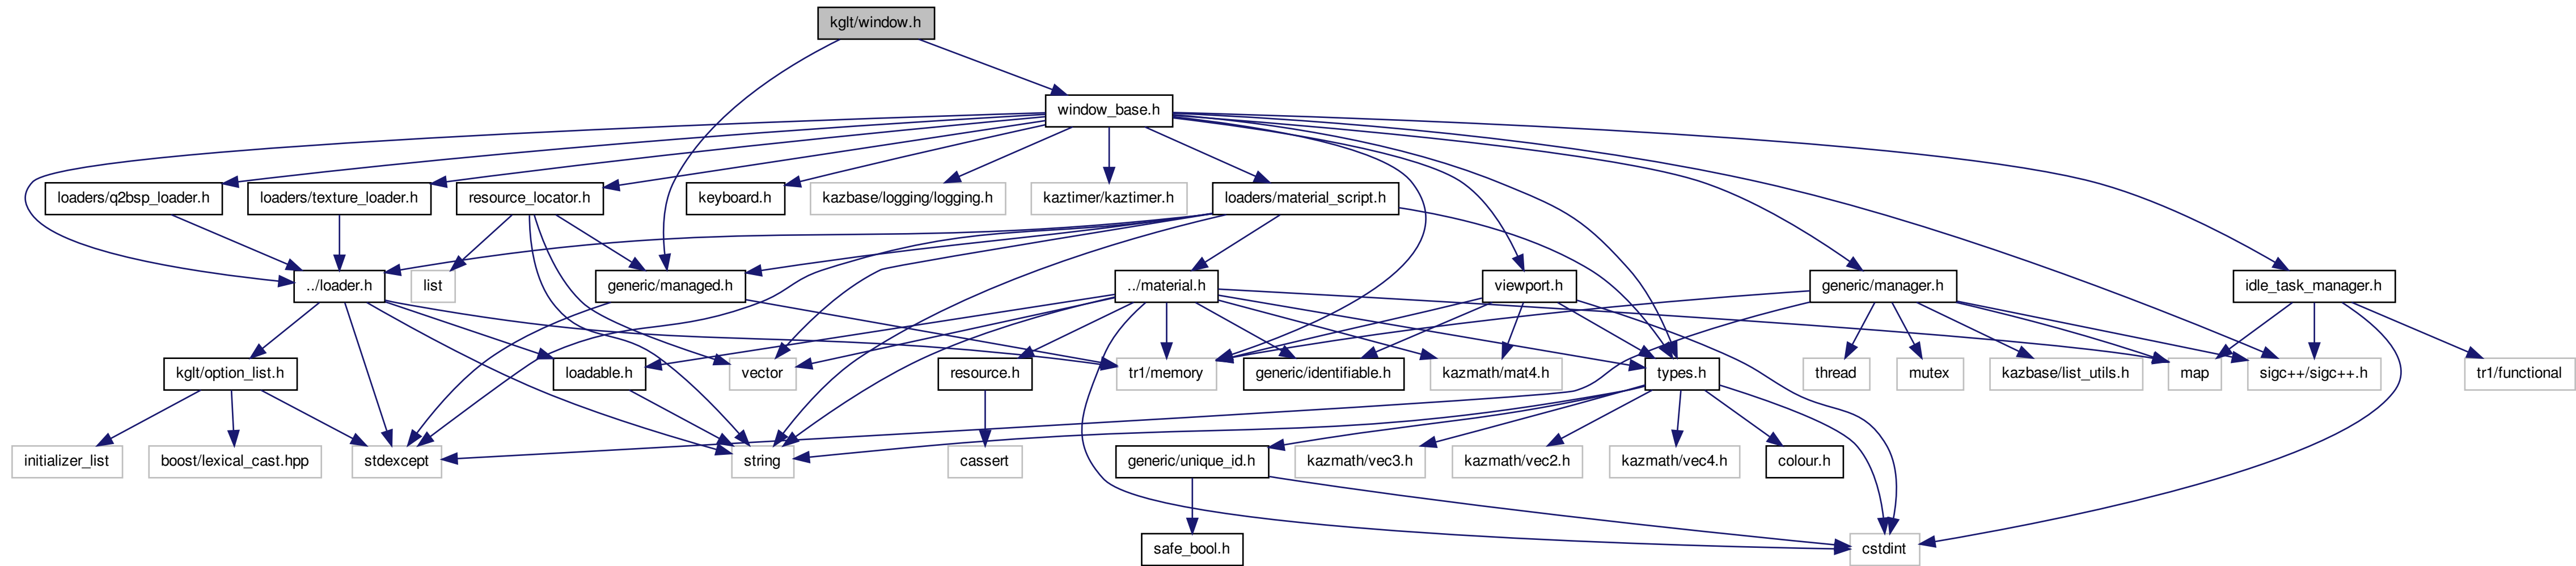 kglt/window.h
window_base.h
loaders/q2bsp_loader.h
loaders/texture_loader.h
resource_locator.h
keyboard.h
kazbase/logging/logging.h
kaztimer/kaztimer.h
loaders/material_script.h
../loader.h
list
generic/managed.h
../material.h
viewport.h
generic/manager.h
idle_task_manager.h
kglt/option_list.h
loadable.h
vector
resource.h
tr1/memory
generic/identifiable.h
kazmath/mat4.h
types.h
thread
mutex
kazbase/list_utils.h
map
sigc++/sigc++.h
tr1/functional
initializer_list
boost/lexical_cast.hpp
stdexcept
string
cassert
generic/unique_id.h
kazmath/vec3.h
kazmath/vec2.h
kazmath/vec4.h
colour.h
safe_bool.h
cstdint